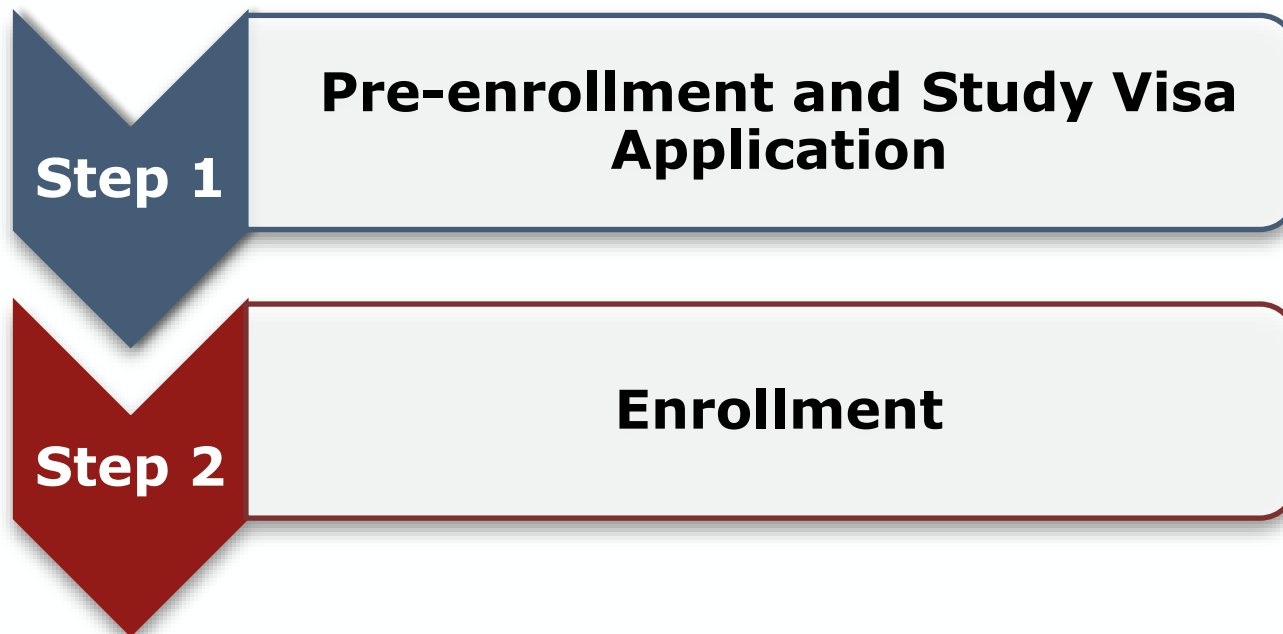 Step 1
Pre-enrollment and Study Visa
Application
Step 2
Enrollment